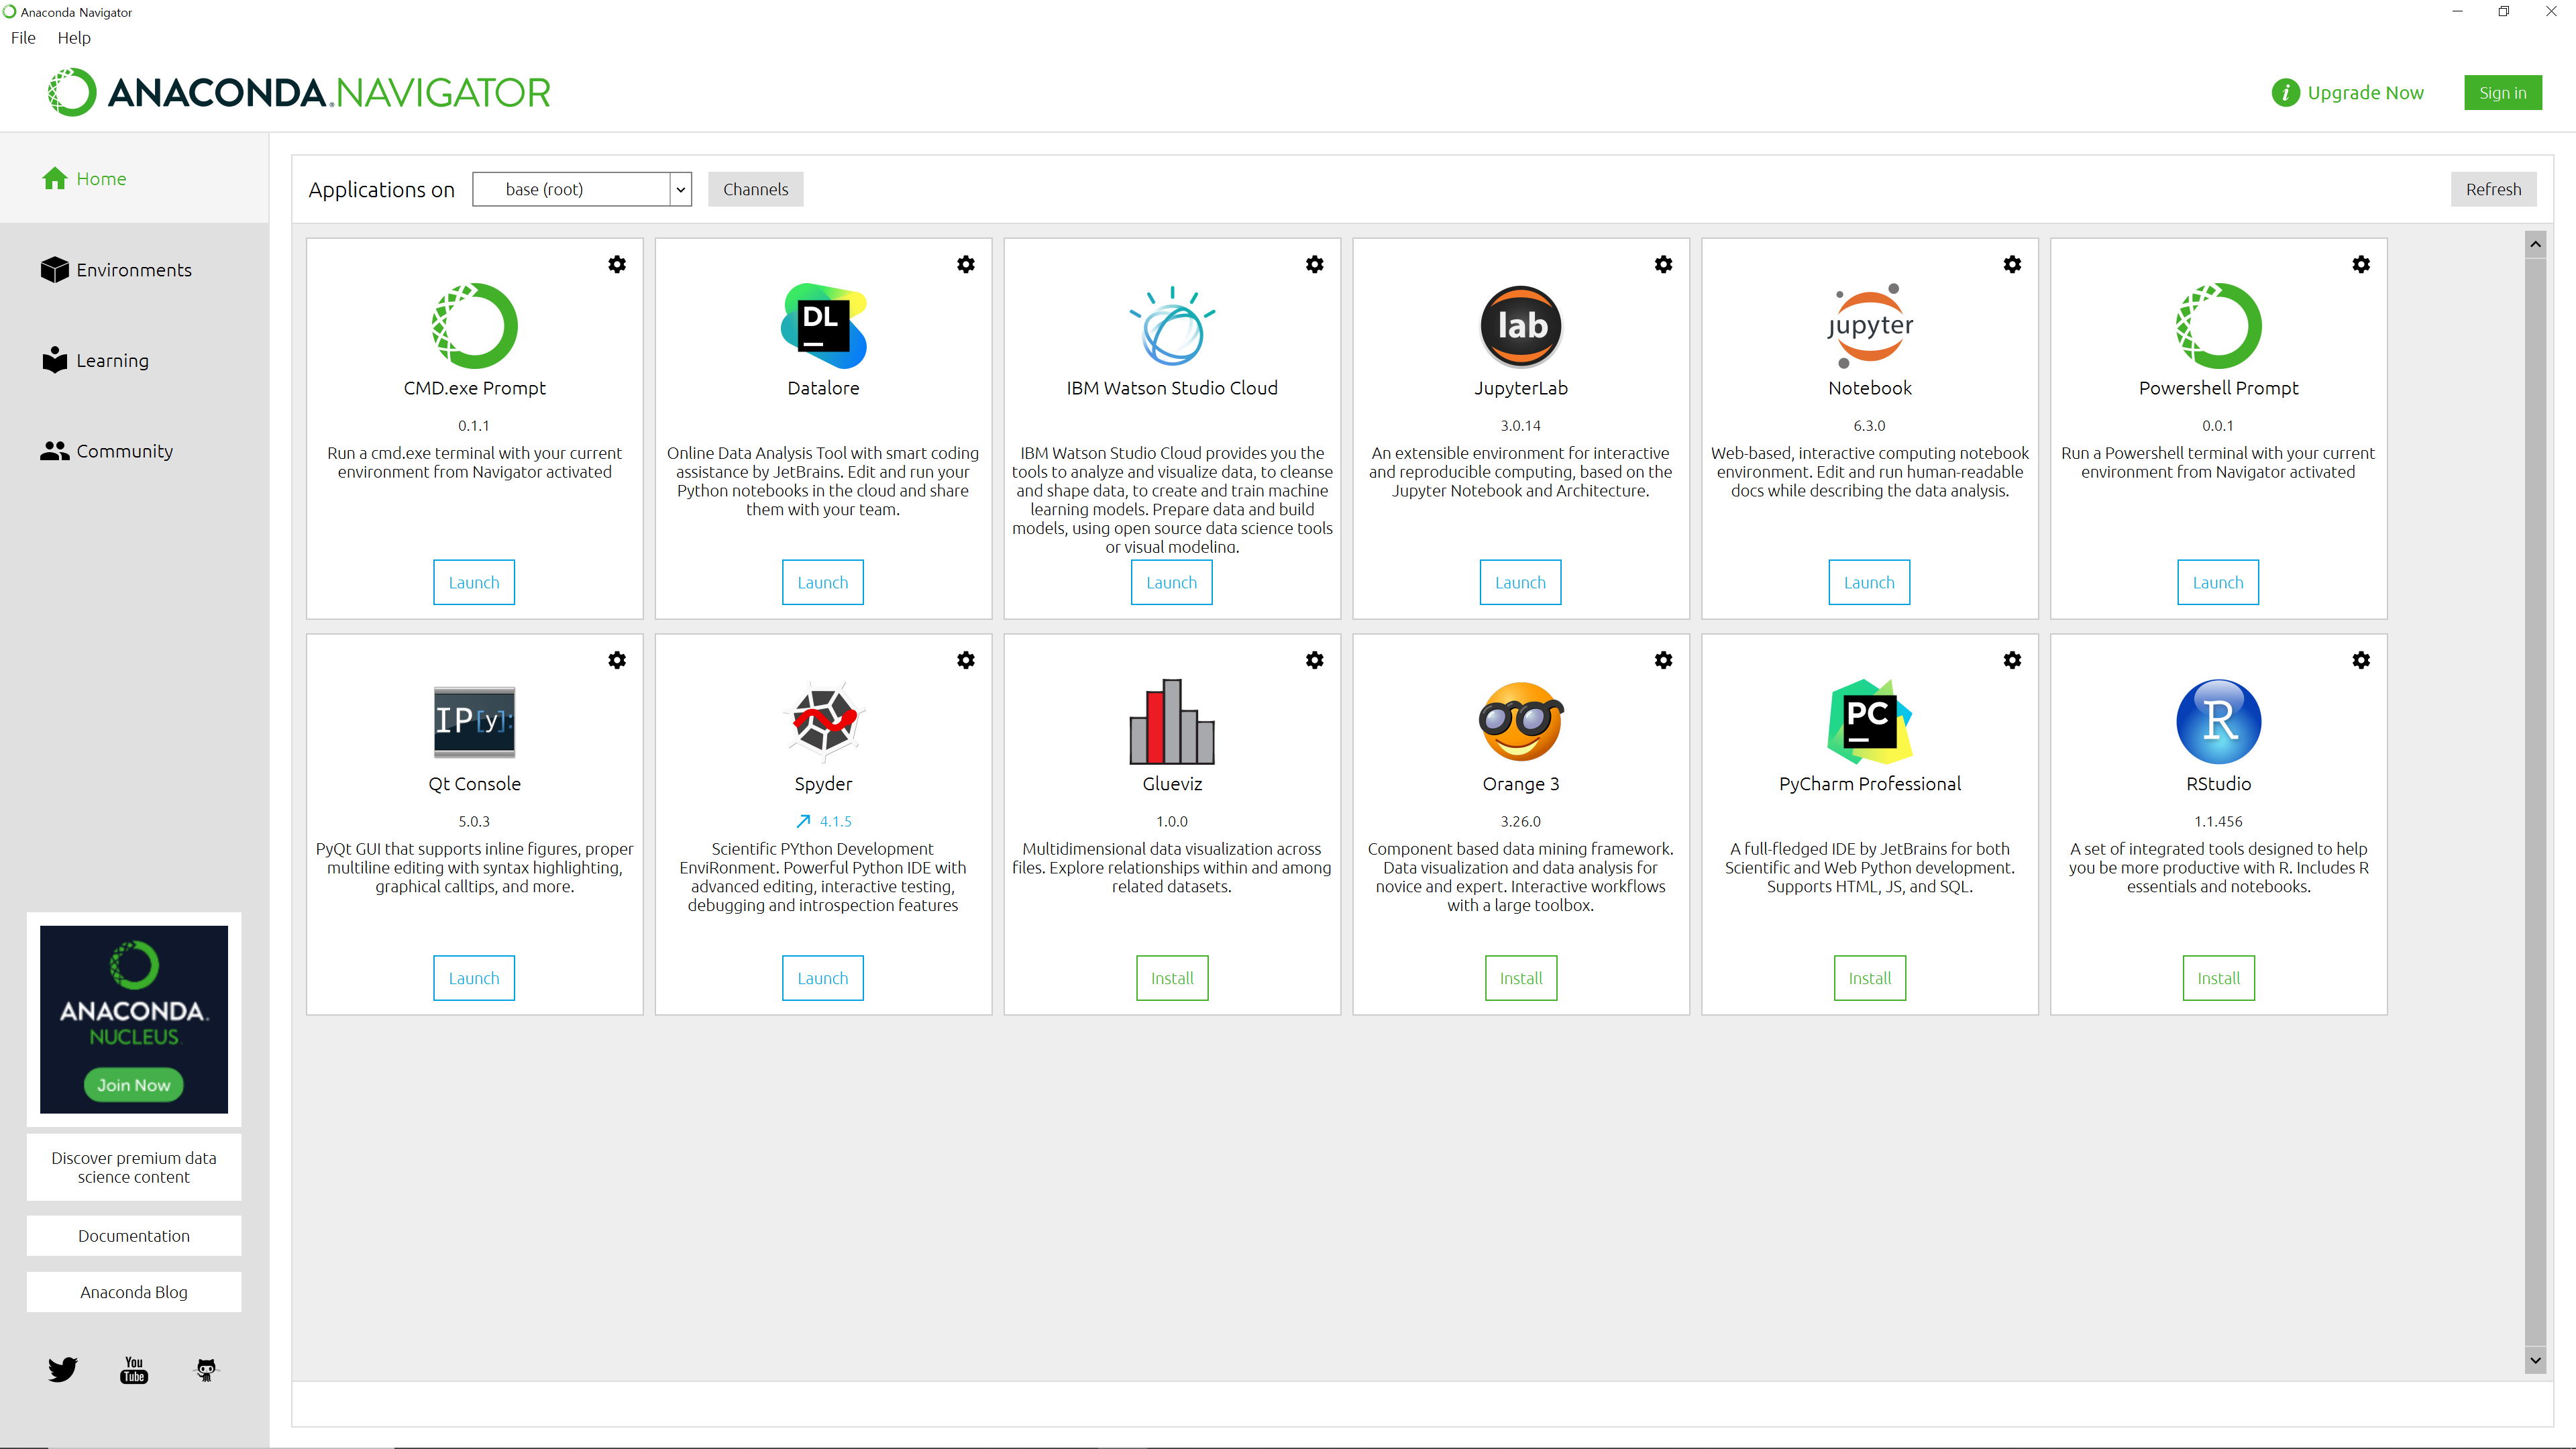 Anaconda Navigator
File Help
ANACONDA.NAVIGATOR
i Upgrade Now Sign in
Home
Environments
Learning
Community
Applications on base (root) Channels Refresh
CMD.exe Prompt
0.1.1
Run a cmd.exe terminal with your current
environment from Navigator activated
Launch
DL
Datalore
Online Data Analysis Tool with smart coding
assistance by JetBrains. Edit and run your
Python notebooks in the cloud and share
them with your team.
Launch
IBM Watson Studio Cloud
IBM Watson Studio Cloud provides you the
tools to analyze and visualize data, to cleanse
and shape data, to create and train machine
learning models. Prepare data and build
models, using open source data science tools
or visual modeling.
Launch
lab
JupyterLab
3.0.14
An extensible environment for interactive
and reproducible computing, based on the
Jupyter Notebook and Architecture.
Launch
jupyter
Notebook
6.3.0
Web-based, interactive computing notebook
environment. Edit and run human-readable
docs while describing the data analysis.
Launch
Powershell Prompt
0.0.1
Run a Powershell terminal with your current
environment from Navigator activated
Launch
IP[y]:
Qt Console
5.0.3
PyQt GUI that supports inline figures, proper
multiline editing with syntax highlighting,
graphical calltips, and more.
Launch
Spyder
4.1.5
Scientific PYthon Development
EnviRonment. Powerful Python IDE with
advanced editing, interactive testing,
debugging and introspection features
Launch
Glueviz
1.0.0
Multidimensional data visualization across
files. Explore relationships within and among
related datasets.
Install
Orange 3
3.26.0
Component based data mining framework.
Data visualization and data analysis for
novice and expert. Interactive workflows
with a large toolbox.
Install
PC
PyCharm Professional
A full-fledged IDE by JetBrains for both
Scientific and Web Python development.
Supports HTML, JS, and SQL.
Install
R
RStudio
1.1.456
A set of integrated tools designed to help
you be more productive with R. Includes R
essentials and notebooks.
Install
ANACONDA.
NUCLEUS
Join Now
Discover premium data
science content
Documentation
Anaconda Blog
You
Tube